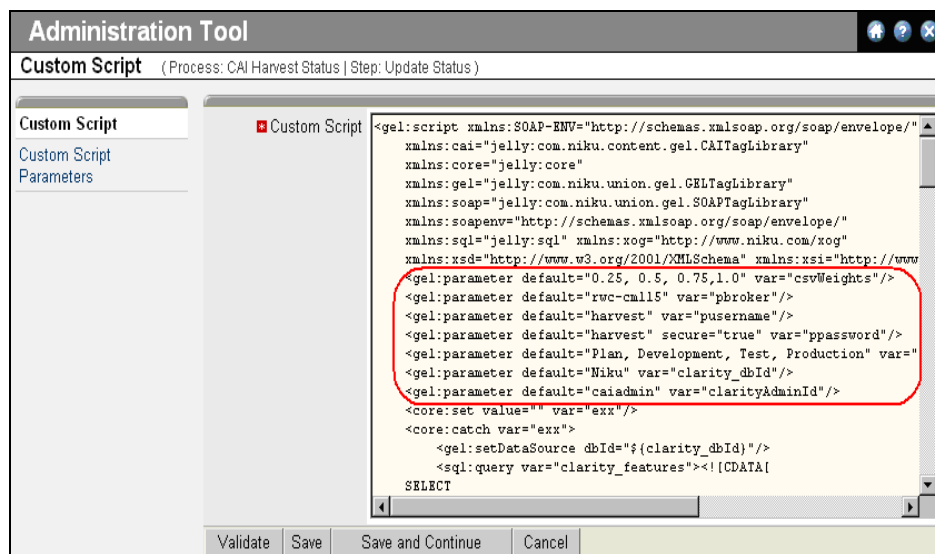 Administration Tool
Custom Script ( Process: CAI Harvest Status | Step: Update Status )
Custom Script
Custom Script
Parameters
Custom Script
<gel:script xmlns:SOAP-ENV="http://schemas.xmlsoap.org/soap/envelope/"
xmlns:cai="jelly:com.niku.content.gel.CAITagLibrary"
xmlns:core="jelly:core"
xmlns:gel="jelly:com.niku.union.gel.GELTagLibrary"
xmlns:soap="jelly:com.niku.union.gel.SOAPTagLibrary"
xmlns:soapenv="http://schemas.xmlsoap.org/soap/envelope/"
xmlns:sql="jelly:sql" xmlns:xog="http://www.niku.com/xog"
xmlns:xsd="http://www.w3.org/2001/XMLSchema" xmlns:xsi="http://www
<gel:parameter default="0.25, 0.5, 0.75,1.0" var="csvWeights"/>
<gel:parameter default="rwc-cm115" var="pbroker"/>
<gel:parameter default="harvest" var="pusername"/>
<gel:parameter default="harvest" secure="true" var="ppassword"/>
<gel:parameter default="Plan, Development, Test, Production" var="
<gel:parameter default="Niku" var="clarity_dbId"/>
<gel:parameter default="caiadmin" var="clarityAdminId"/>
<core:set value="" var="exx"/>
<core:catch var="exx">
<gel:setDataSource dbId="${clarity_dbId}"/>
<sql:query var="clarity_features"><![CDATA[
SELECT
Validate Save Save and Continue Cancel